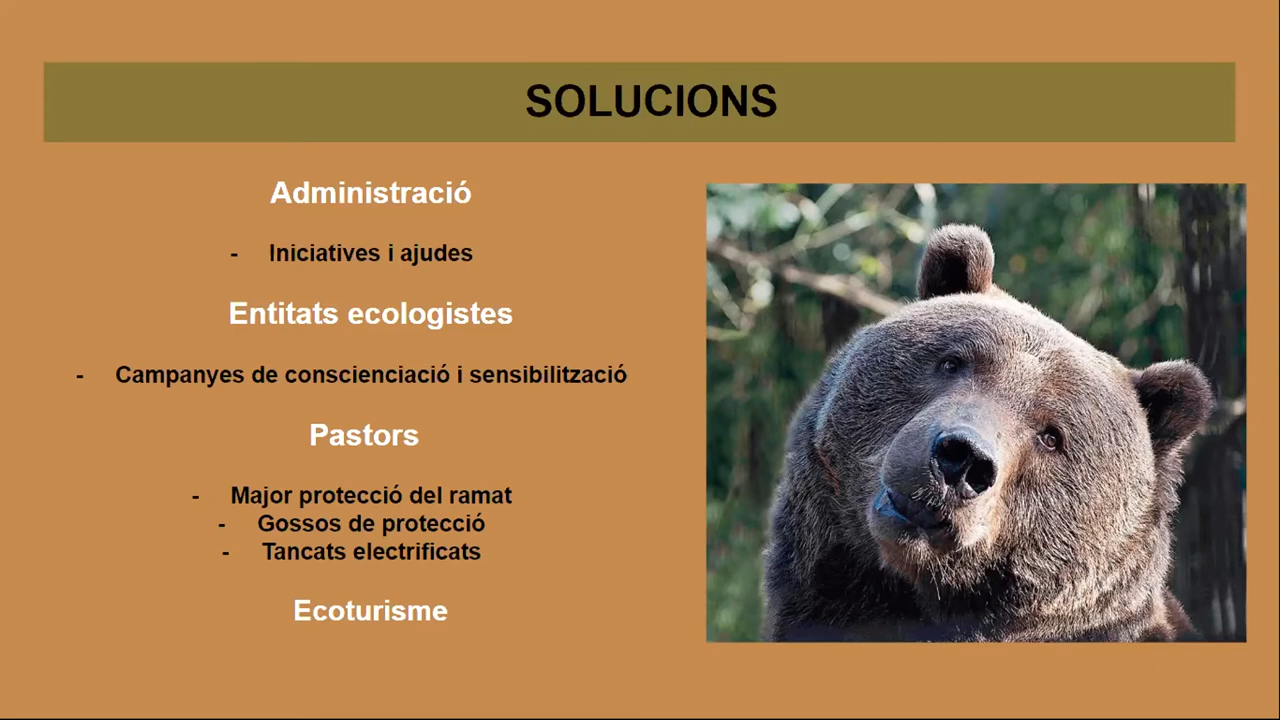 SOLUCIONS
Administració
- Iniciatives i ajudes
Entitats ecologistes
- Campanyes de conscienciació i sensibilització
Pastors
- Major protecció del ramat
- Gossos de protecció
- Tancats electrificats
Ecoturisme